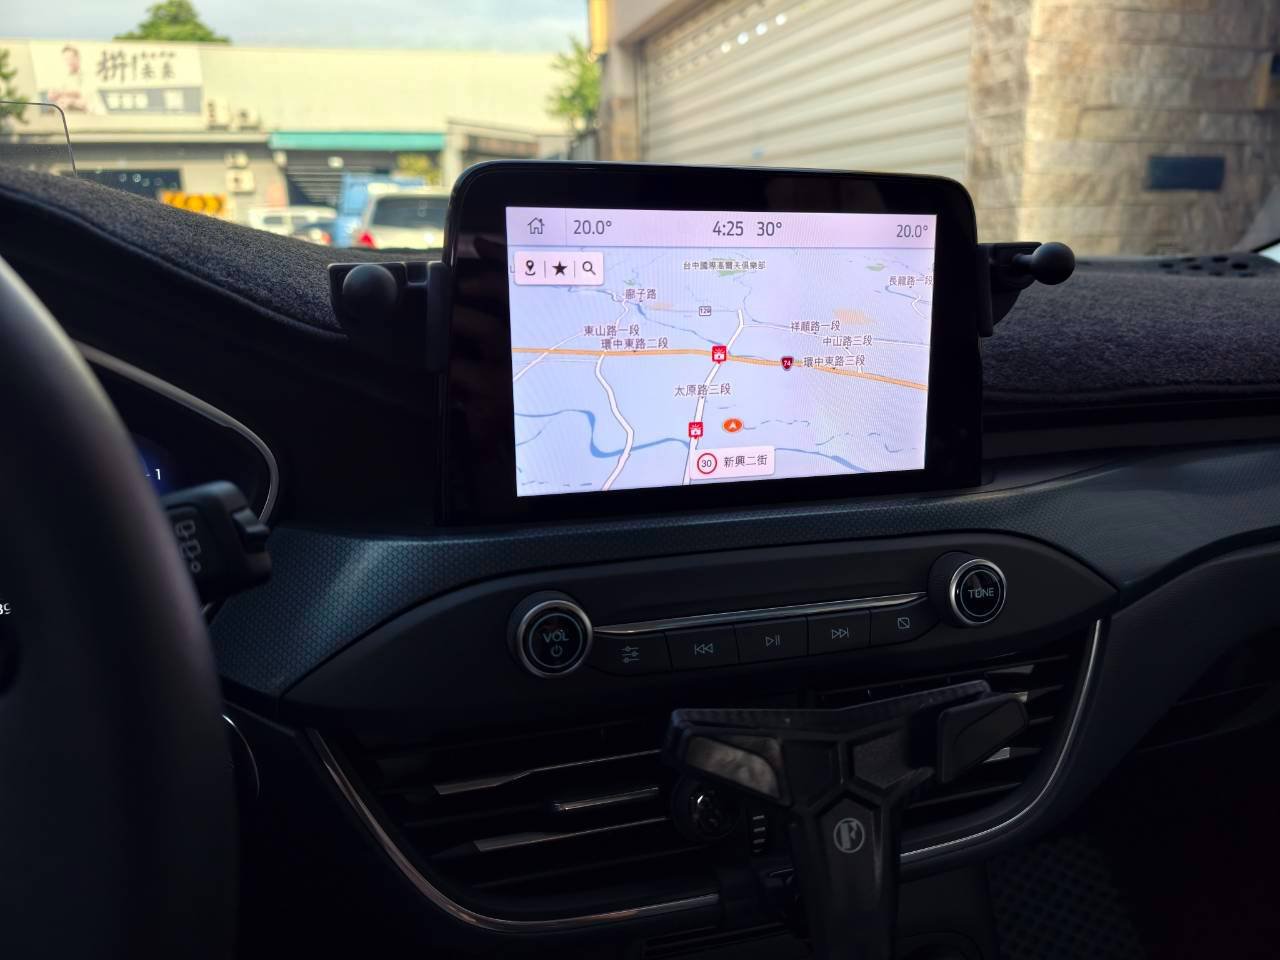 20.0°
4:25
30°
20.0°
台中國際高爾夫俱樂部
長龍路一段
廍子路
129
東山路一段
祥順路一段
環中東路二段
中山路三段
74
環中東路三段
太原路三段
30
新興二街
1
VOL
TUNE